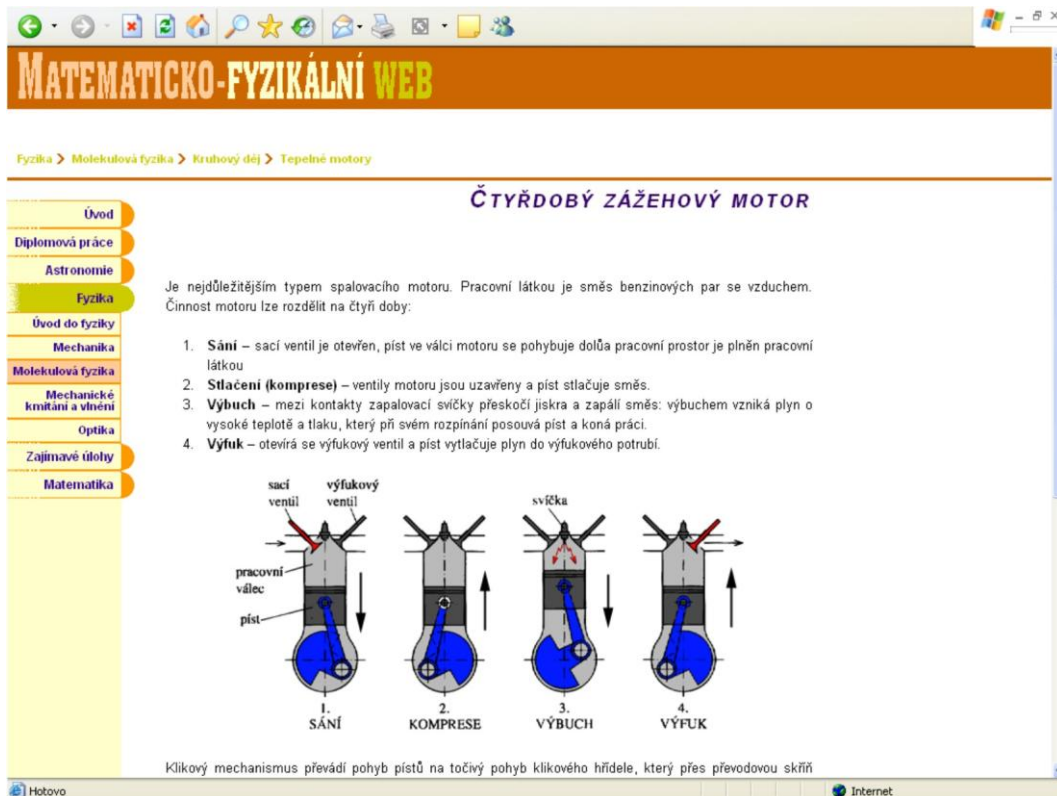 MATEMATICKO-FYZIKÁLNÍ WEB
Fyzika > Molekulová fyzika > Kruhový děj > Tepelné motory
ČTYŘDOBÝ ZÁŽEHOVÝ MOTOR
Úvod
Diplomová práce
Astronomie
Fyzika
Úvod do fyziky
Mechanika
Molekulová fyzika
Mechanické
kmitání a vlnění
Optika
Zajímavé úlohy
Matematika
Je nejdůležitějším typem spalovacího motoru. Pracovní látkou je směs benzinových par se vzduchem.
Činnost motoru lze rozdělit na čtyři doby:
1. Sání – sací ventil je otevřen, píst ve válci motoru se pohybuje dolůa pracovní prostor je plněn pracovní
látkou
2. Stlačení (komprese) – ventily motoru jsou uzavřeny a píst stlačuje směs.
3. Výbuch – mezi kontakty zapalovací svíčky přeskočí jiskra a zapálí směs: výbuchem vzniká plyn o
vysoké teplotě a tlaku, který při svém rozpínání posouvá píst a koná práci.
4. Výfuk – otevírá se výfukový ventil a píst vytlačuje plyn do výfukového potrubí.
sací ventil
výfukový ventil
svíčka
pracovní
válec
píst
1.
SÁNÍ
2.
KOMPRESE
3.
VÝBUCH
4.
VÝFUK
Klikový mechanismus převádí pohyb pístů na točivý pohyb klikového hřídele, který přes převodovou skříň
Hotovo
Internet